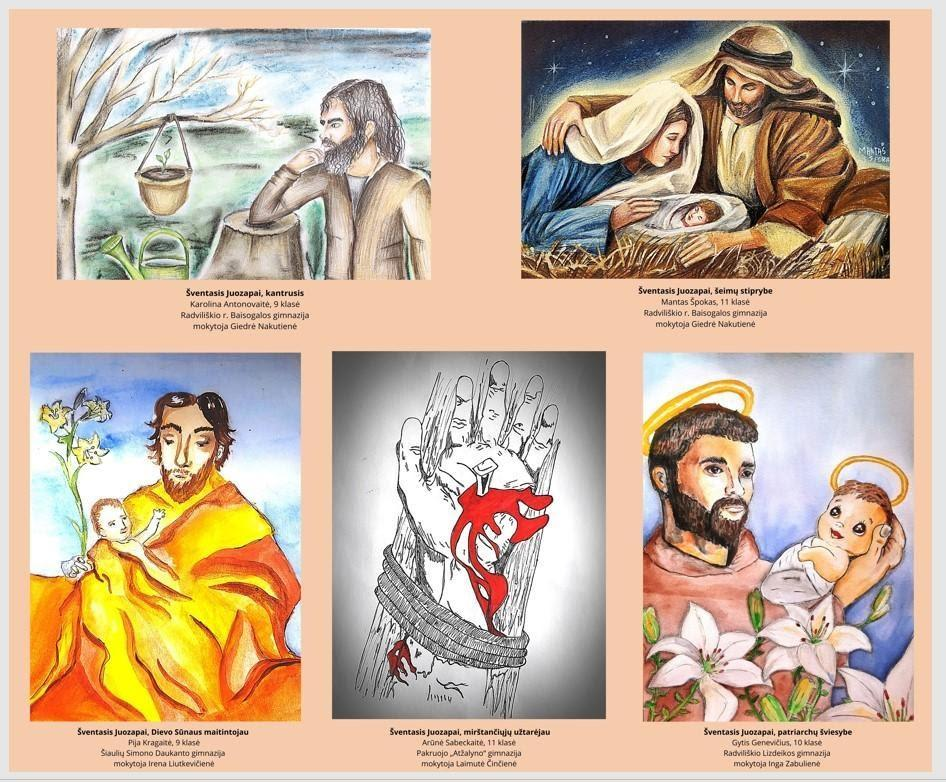 MANTAS
Šventasis Juozapai, kantrusis
Karolina Antonovaitė, 9 klasė
Radviliškio r. Baisogalos gimnazija
mokytoja Giedrė Nakutienė
Šventasis Juozapai, šeimų stiprybe
Mantas Špokas, 11 klasė
Radviliškio r. Baisogalos gimnazija
mokytoja Giedrė Nakutienė
Šventasis Juozapai, Dievo Sūnaus maitintojau
Pija Kragaitė, 9 klasė
Šiaulių Simono Daukanto gimnazija
mokytoja Irena Liutkevičienė
Šventasis Juozapai, mirštančiųjų užtarėjau
Arūnė Sabeckaitė, 11 klasė
Pakruojo „Atžalyno“ gimnazija
mokytoja Laimutė Činčienė
Šventasis Juozapai, patriarchų šviesybe
Gytis Genevičius, 10 klasė
Radviliškio Lizdeikos gimnazija
mokytoja Inga Zabulienė